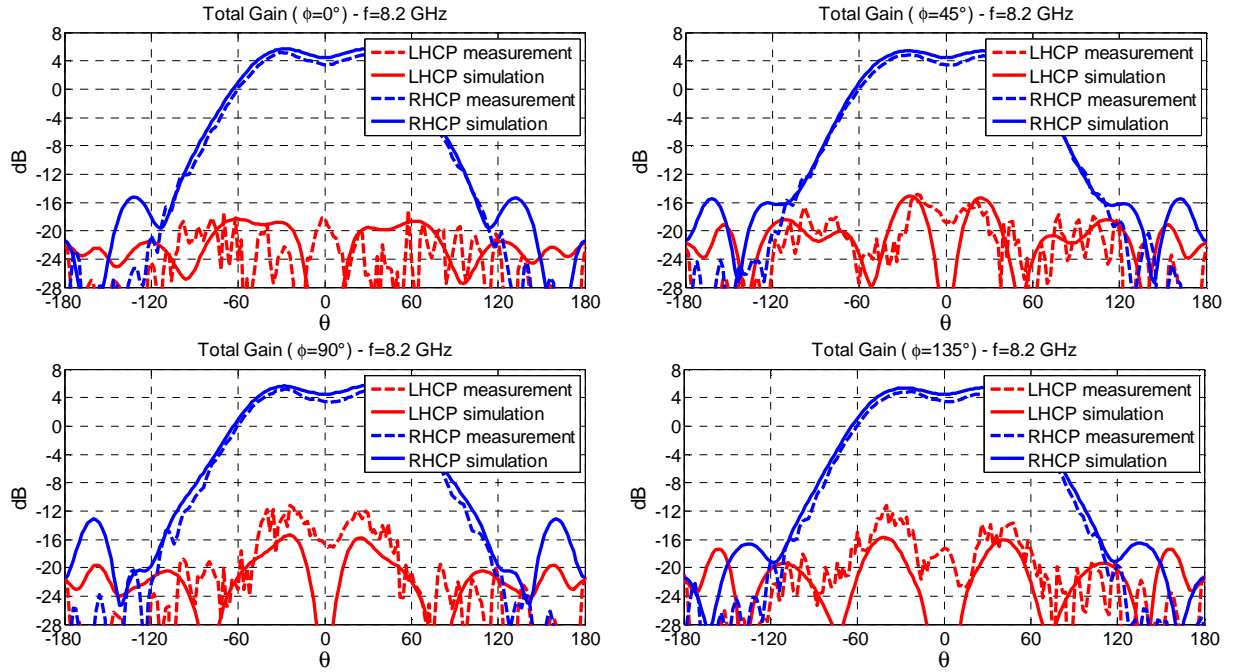 Total Gain ( ϕ=0°) - f=8.2 GHz
8
4
0
-4
-8
-12
-16
-20
-24
-28
dB
-180 -120 -60 0 60 120 180
θ
LHCP measurement
LHCP simulation
RHCP measurement
RHCP simulation
Total Gain ( ϕ=45°) - f=8.2 GHz
8
4
0
-4
-8
-12
-16
-20
-24
-28
dB
-180 -120 -60 0 60 120 180
θ
LHCP measurement
LHCP simulation
RHCP measurement
RHCP simulation
Total Gain ( ϕ=90°) - f=8.2 GHz
8
4
0
-4
-8
-12
-16
-20
-24
-28
dB
-180 -120 -60 0 60 120 180
θ
LHCP measurement
LHCP simulation
RHCP measurement
RHCP simulation
Total Gain ( ϕ=135°) - f=8.2 GHz
8
4
0
-4
-8
-12
-16
-20
-24
-28
dB
-180 -120 -60 0 60 120 180
θ
LHCP measurement
LHCP simulation
RHCP measurement
RHCP simulation